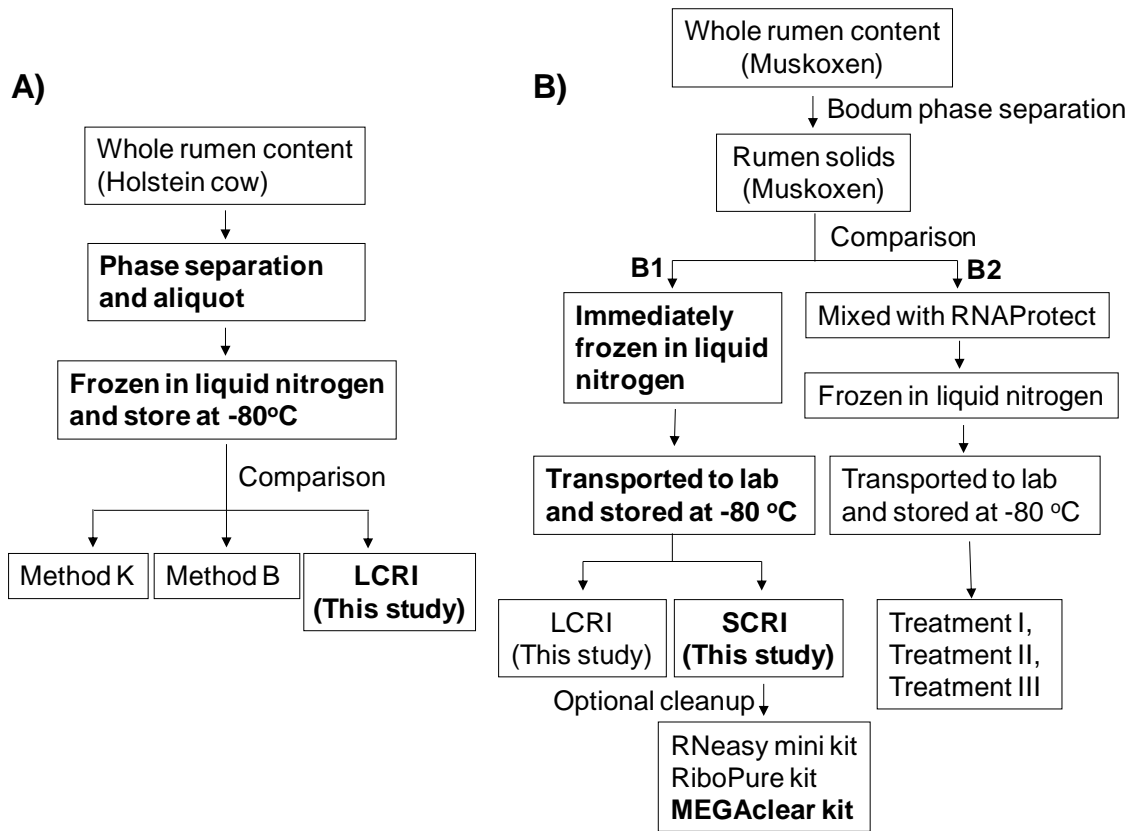 A)
Whole rumen content
(Holstein cow)
Phase separation
and aliquot
Frozen in liquid nitrogen
and store at -80°C
Comparison
Method K
Method B
LCRI
(This study)
B)
Whole rumen content
(Muskoxen)
Bodum phase separation
Rumen solids
(Muskoxen)
Comparison
B1
B2
Immediately
frozen in liquid
nitrogen
Mixed with RNAProtect
Frozen in liquid nitrogen
Transported to lab
and stored at -80 °C
Transported to lab
and stored at -80 °C
LCRI
(This study)
SCRI
(This study)
Treatment I,
Treatment II,
Treatment III
Optional cleanup
RNeasy mini kit
RiboPure kit
MEGAclear kit